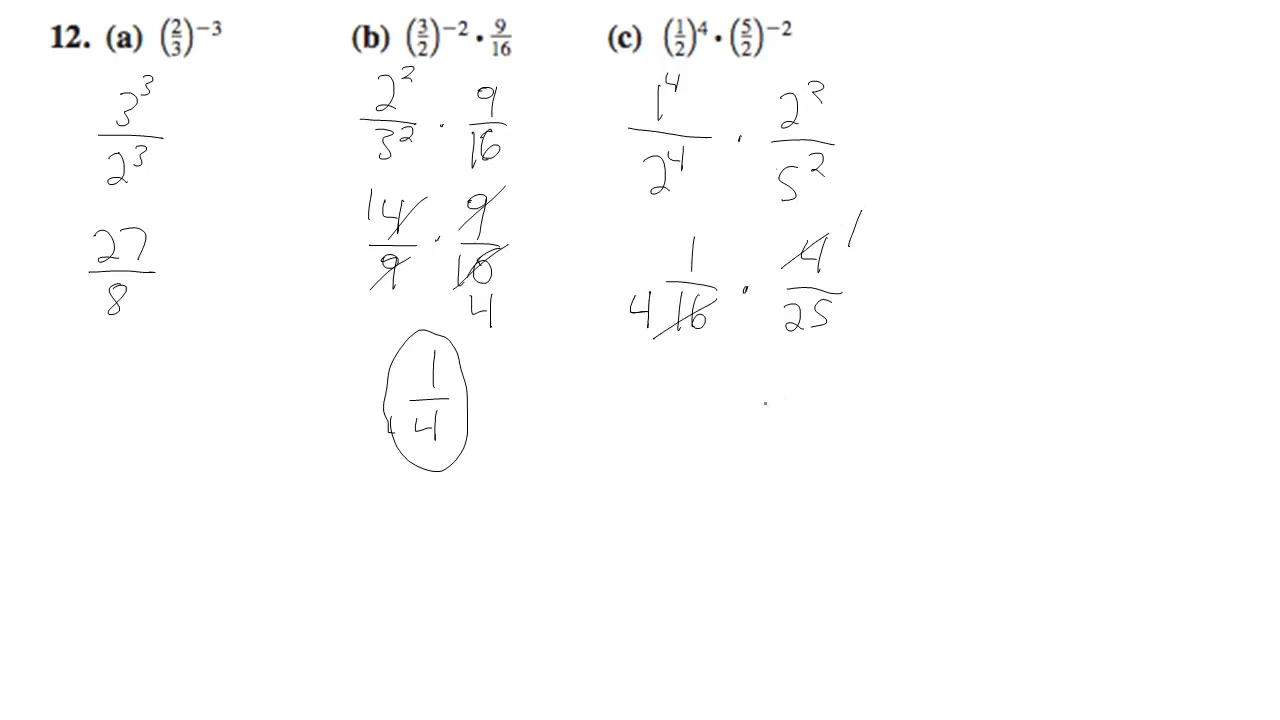 12. (a) (2/3)^−3 (b) (3/2)^−2 · 9/16 (c) (1/2)^4 · (5/2)^−2
3^3/2^3 2^2/3^2 · 9/16 1^4/2^4 · 2^2/5^2
27/8 1 4/9 · 9/16 4 1/16 4 · 4/25 1
1/4